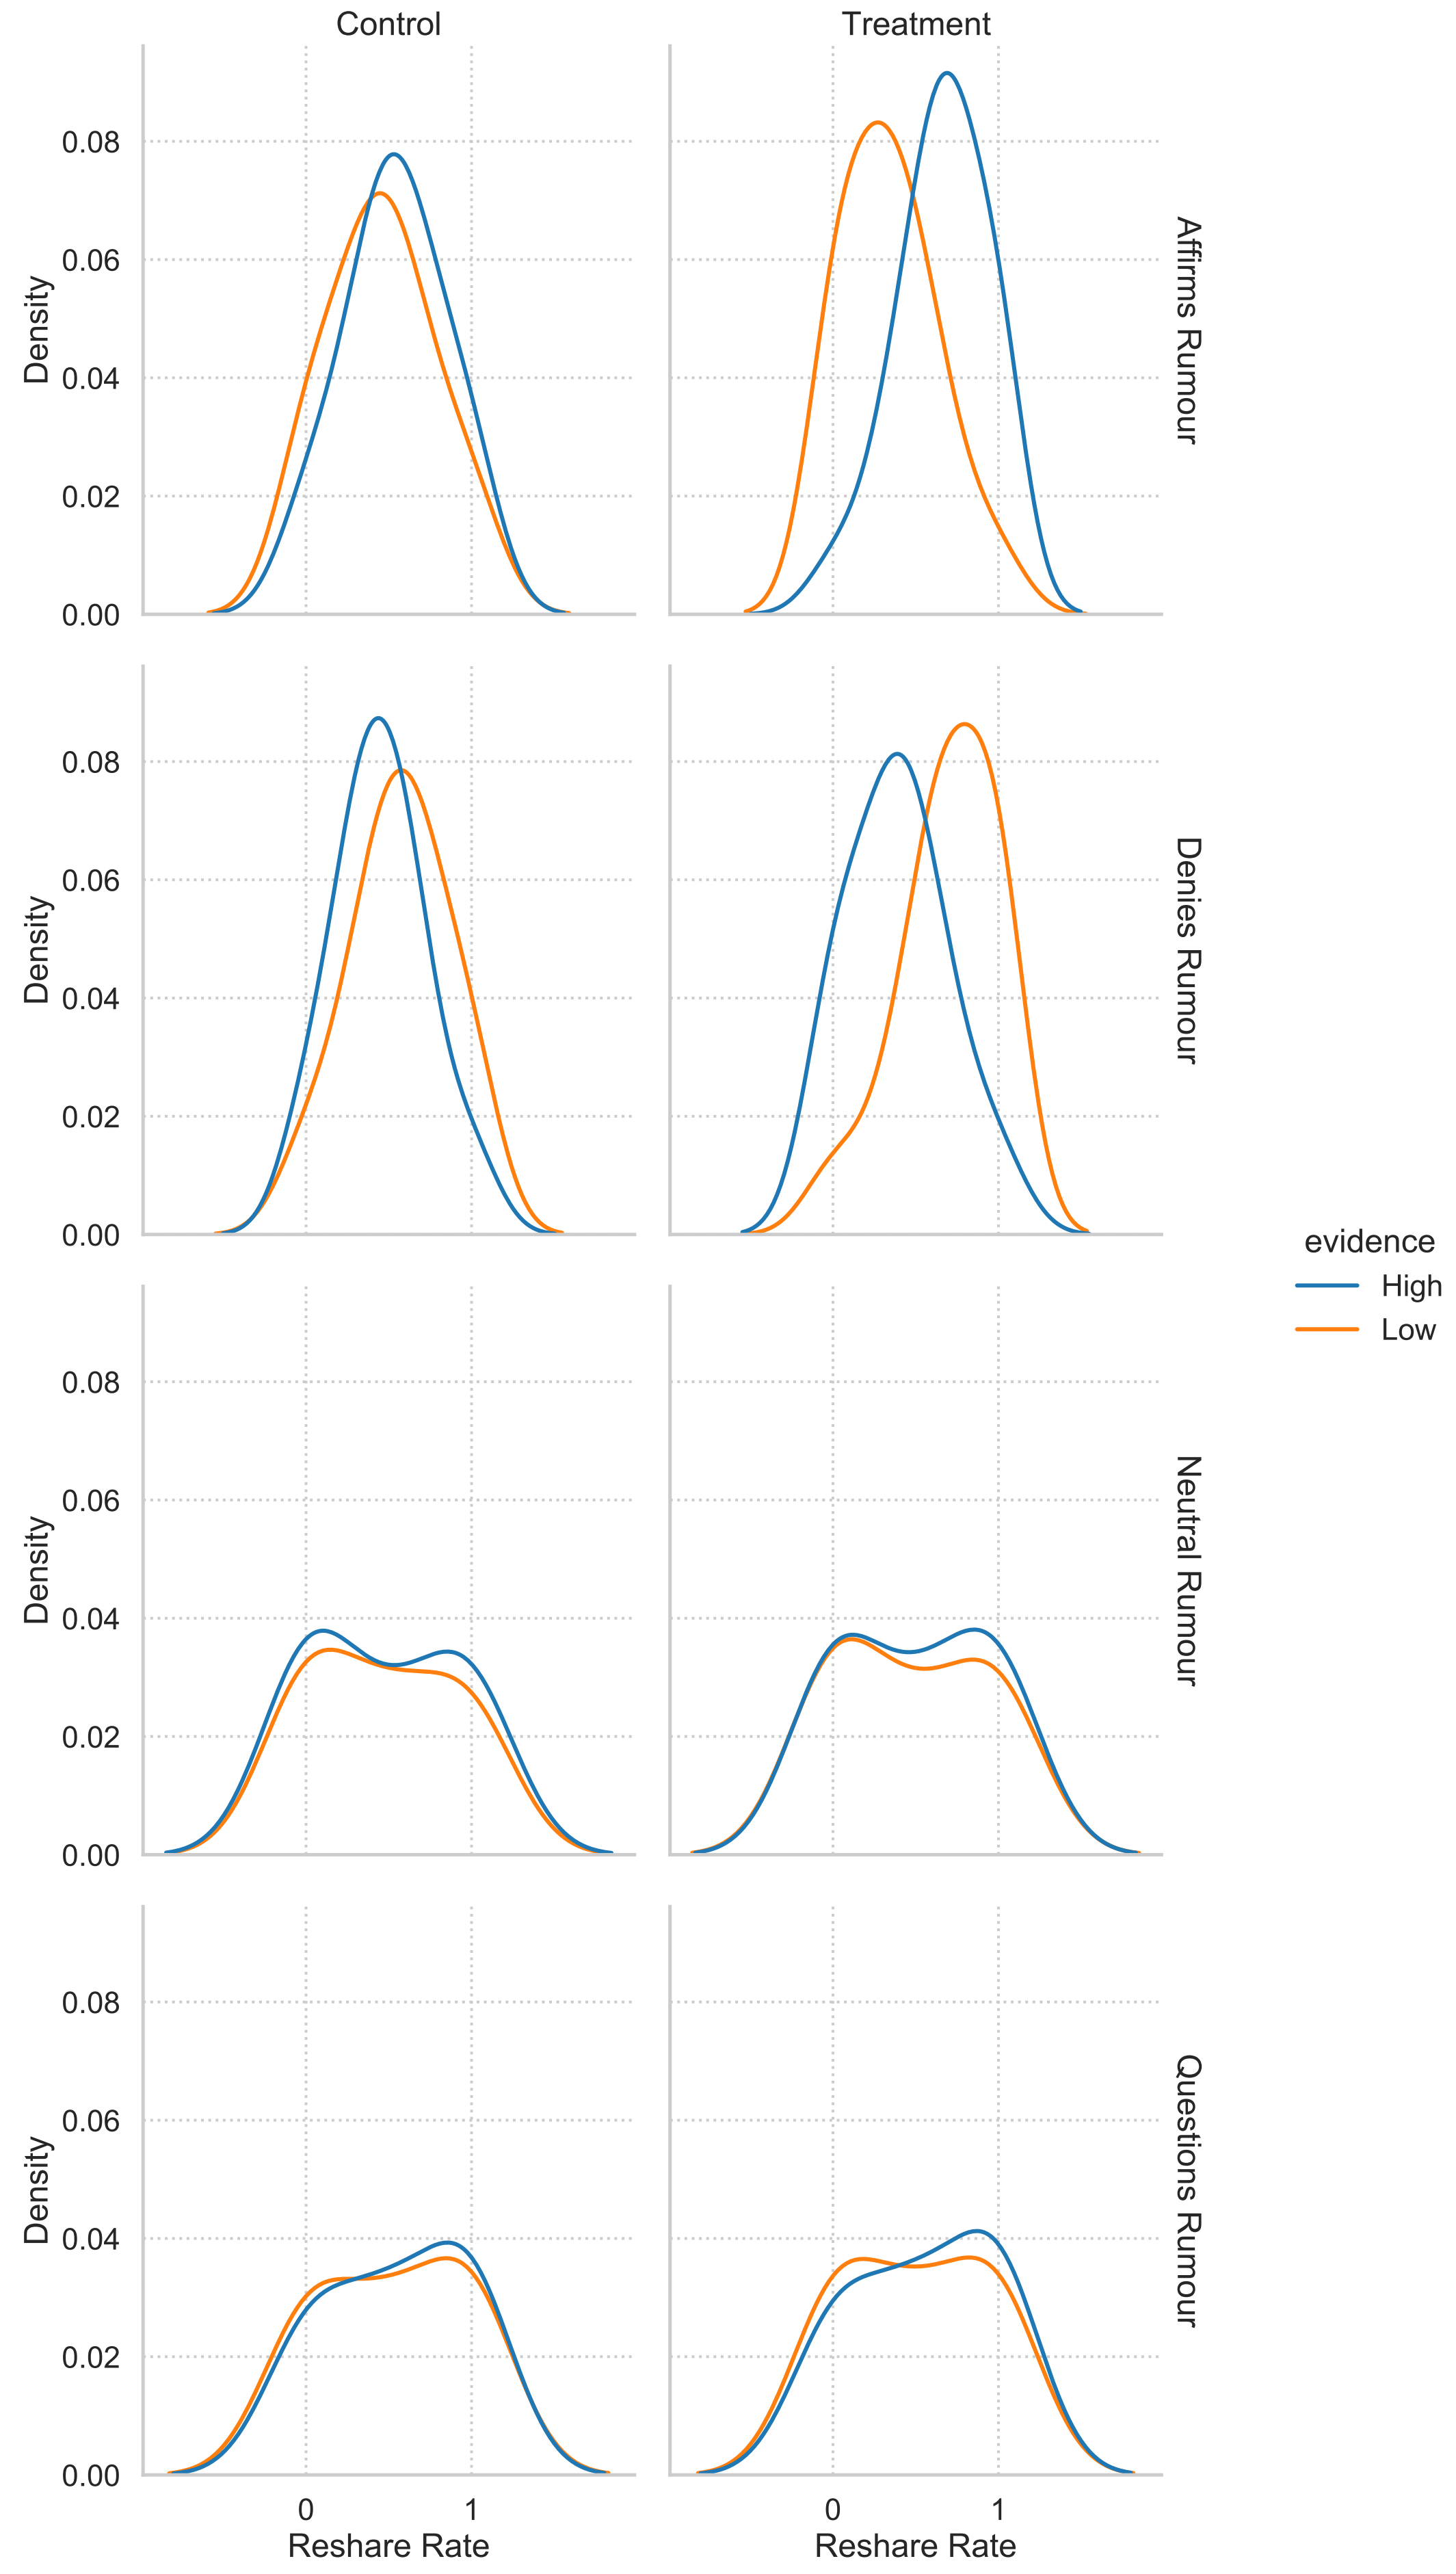 Control
Treatment
Density
0.08
0.06
0.04
0.02
0.00
Affirms Rumour
Density
0.08
0.06
0.04
0.02
0.00
Denies Rumour
evidence
High
Low
Density
0.08
0.06
0.04
0.02
0.00
Neutral Rumour
Density
0.08
0.06
0.04
0.02
0.00
Questions Rumour
0 1
Reshare Rate
0 1
Reshare Rate